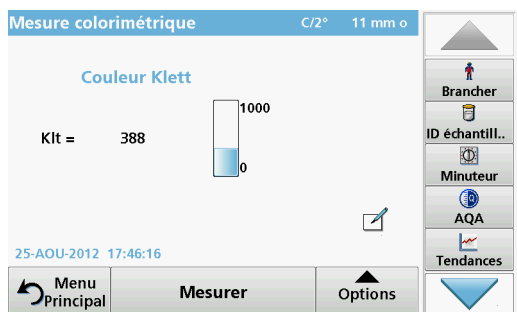 Mesure colorimétrique C/2° 11 mm o
Couleur Klett
Klt = 388
1000
0
25-AOU-2012 17:46:16
Menu Principal
Mesurer
Options
Brancher
ID échantill..
Minuteur
AQA
Tendances